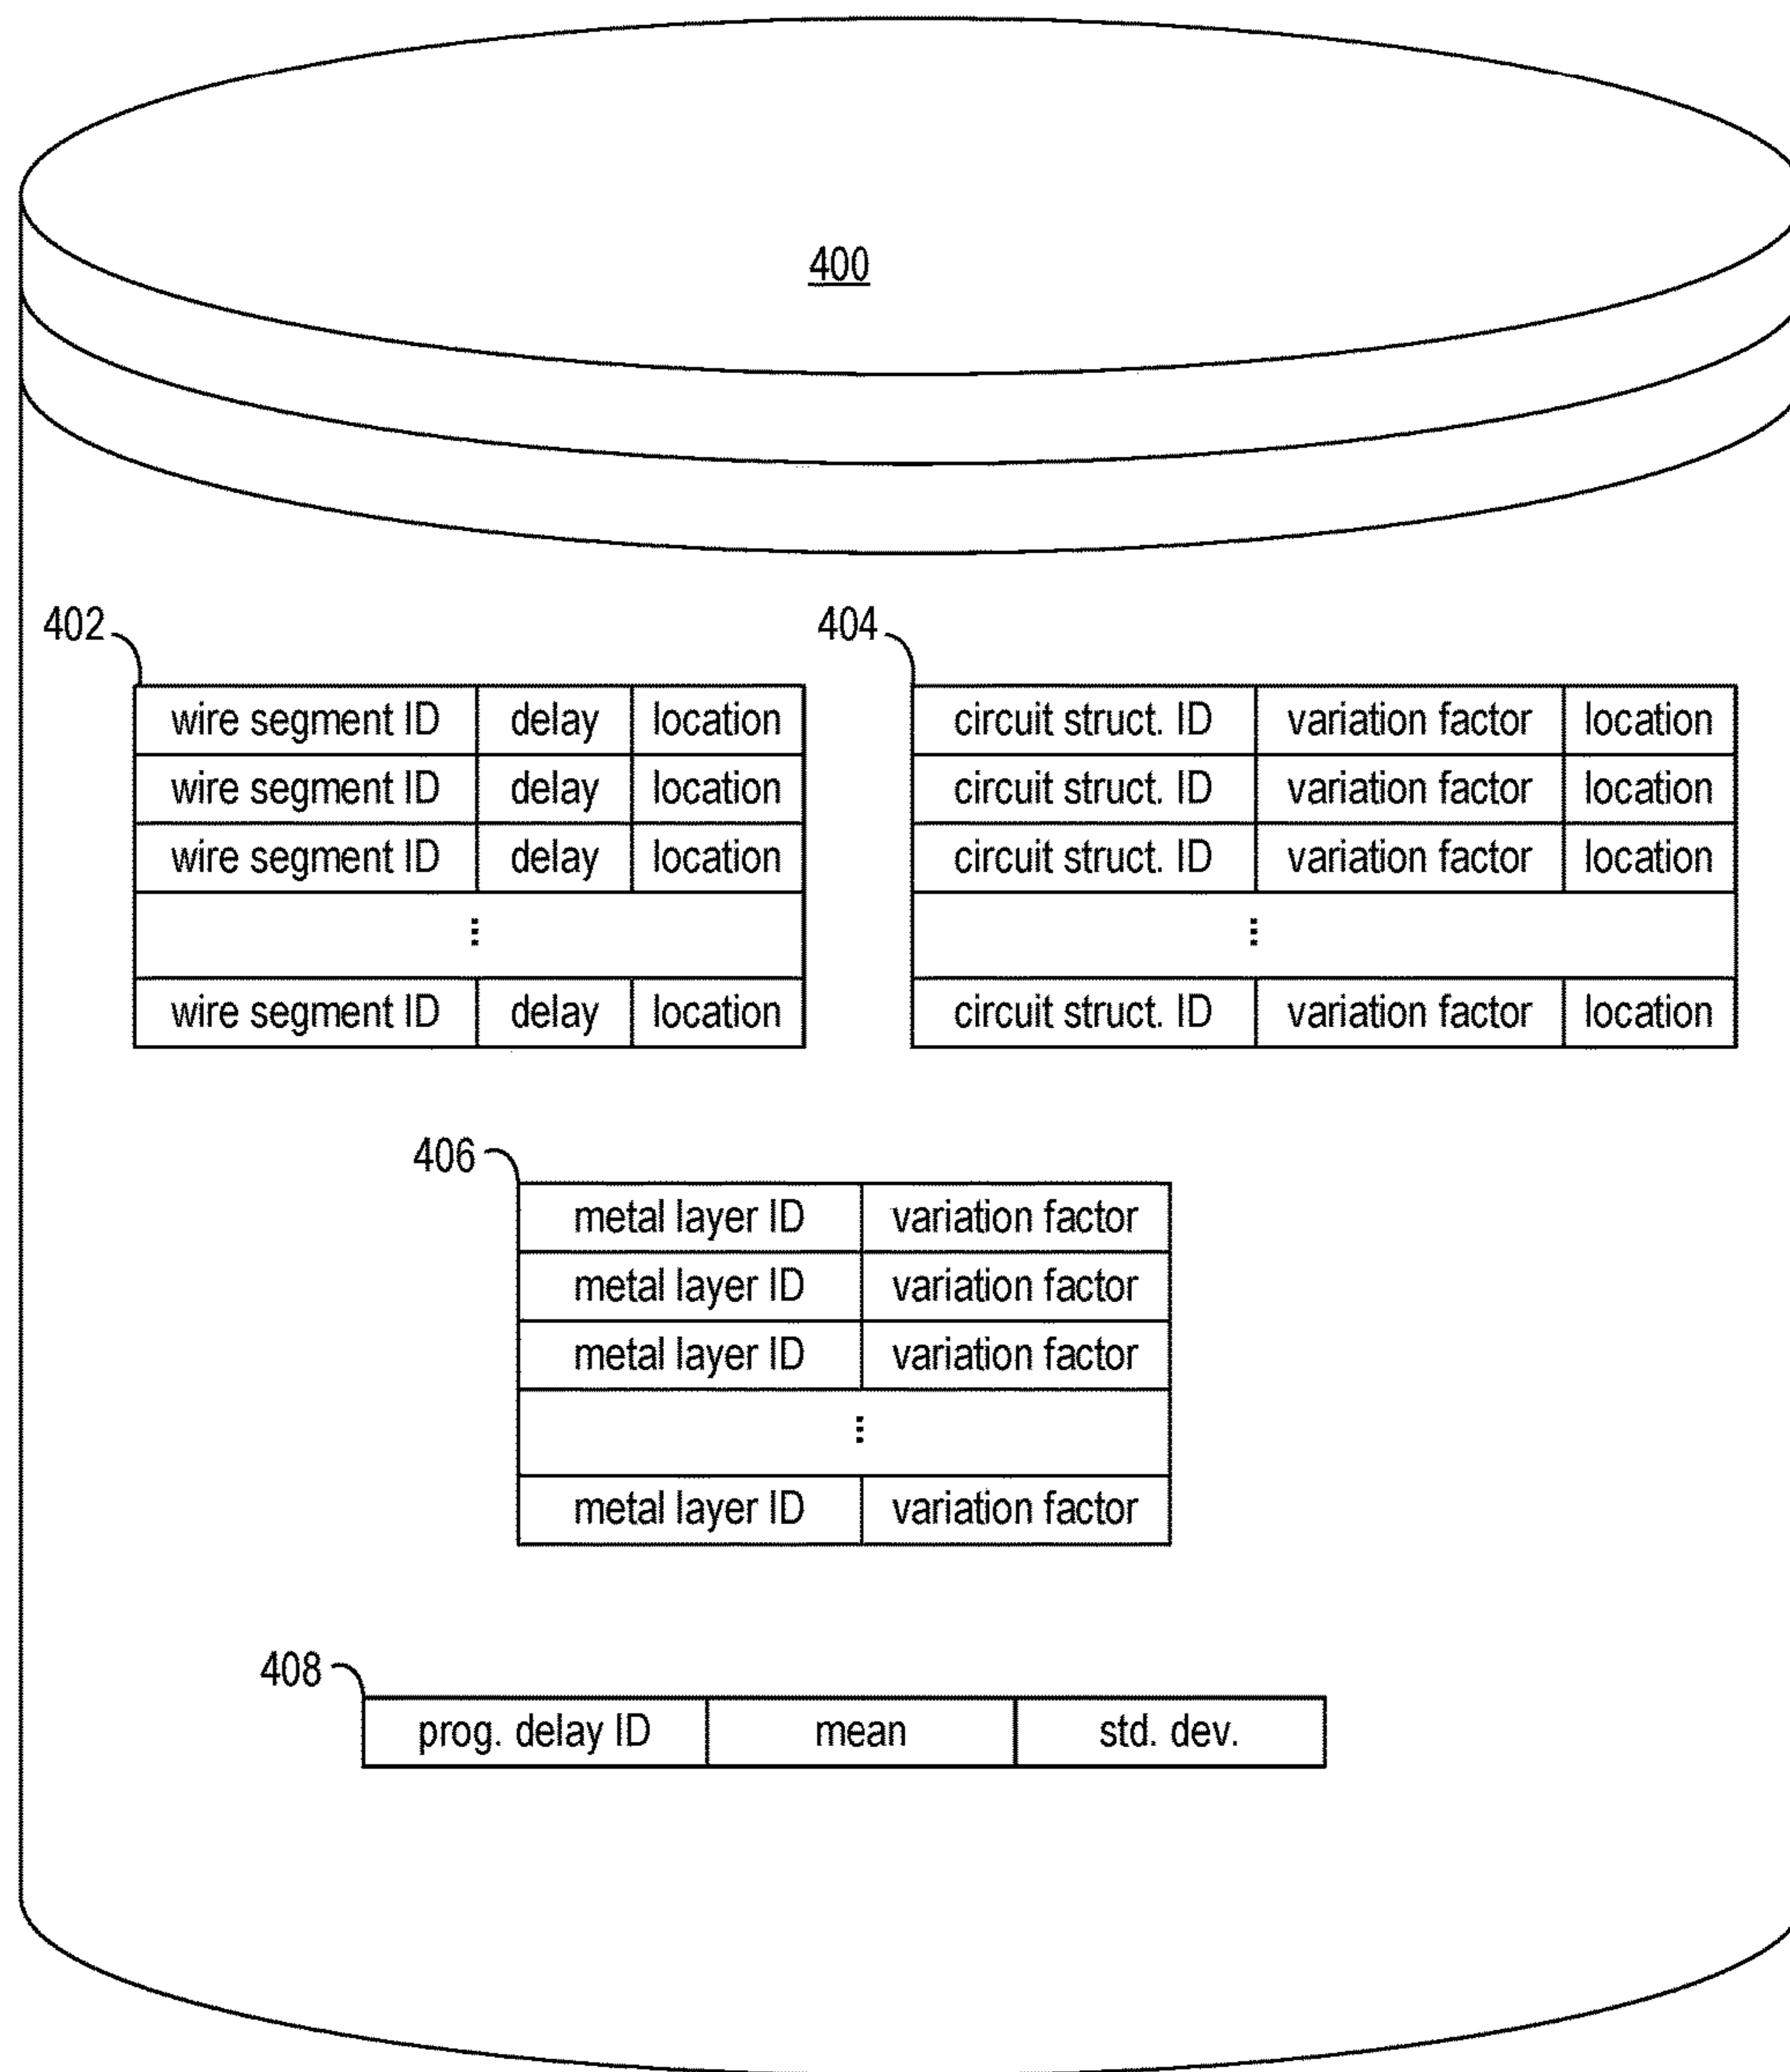 400
402
404
wire segment ID delay location circuit struct. ID variation factor location
wire segment ID delay location circuit struct. ID variation factor location
wire segment ID delay location circuit struct. ID variation factor location
⋮ ⋮
wire segment ID delay location circuit struct. ID variation factor location
406
metal layer ID variation factor
metal layer ID variation factor
metal layer ID variation factor
⋮
metal layer ID variation factor
408
prog. delay ID mean std. dev.